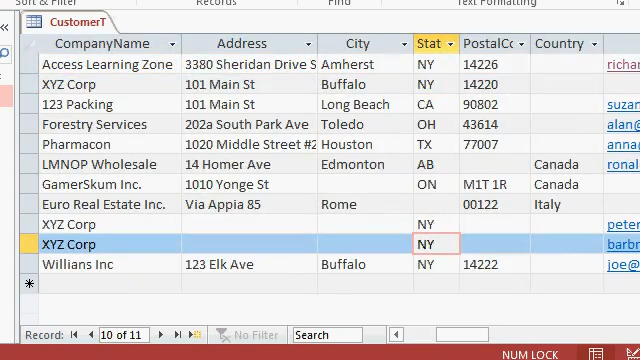 Sort & Filter Records Find Text Formatting
CustomerT
CompanyName Address City Stat PostalCo Country
Access Learning Zone 3380 Sheridan Drive S Amherst NY 14226 richar
XYZ Corp 101 Main St Buffalo NY 14220
123 Packing 101 Main St Long Beach CA 90802 suzan
Forestry Services 202a South Park Ave Toledo OH 43614 alan@
Pharmacon 1020 Middle Street #2 Houston TX 77007 anna@
LMNOP Wholesale 14 Homer Ave Edmonton AB Canada ronal
GamerSkum Inc. 1010 Yonge St ON M1T 1R Canada
Euro Real Estate Inc. Via Appia 85 Rome 00122 Italy
XYZ Corp NY peter
XYZ Corp NY barbr
Willians Inc 123 Elk Ave Buffalo NY 14222 joe@
Record: 10 of 11 No Filter Search
NUM LOCK